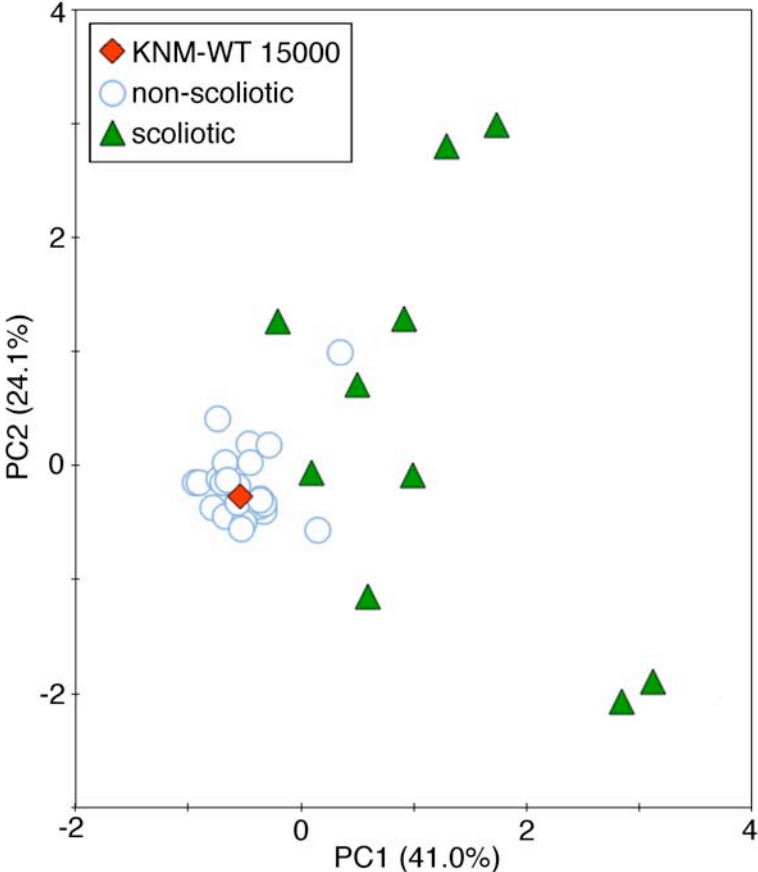 4
KNM-WT 15000
non-scoliotic
scoliotic
2
PC2 (24.1%)
0
-2
-2
0
2
4
PC1 (41.0%)